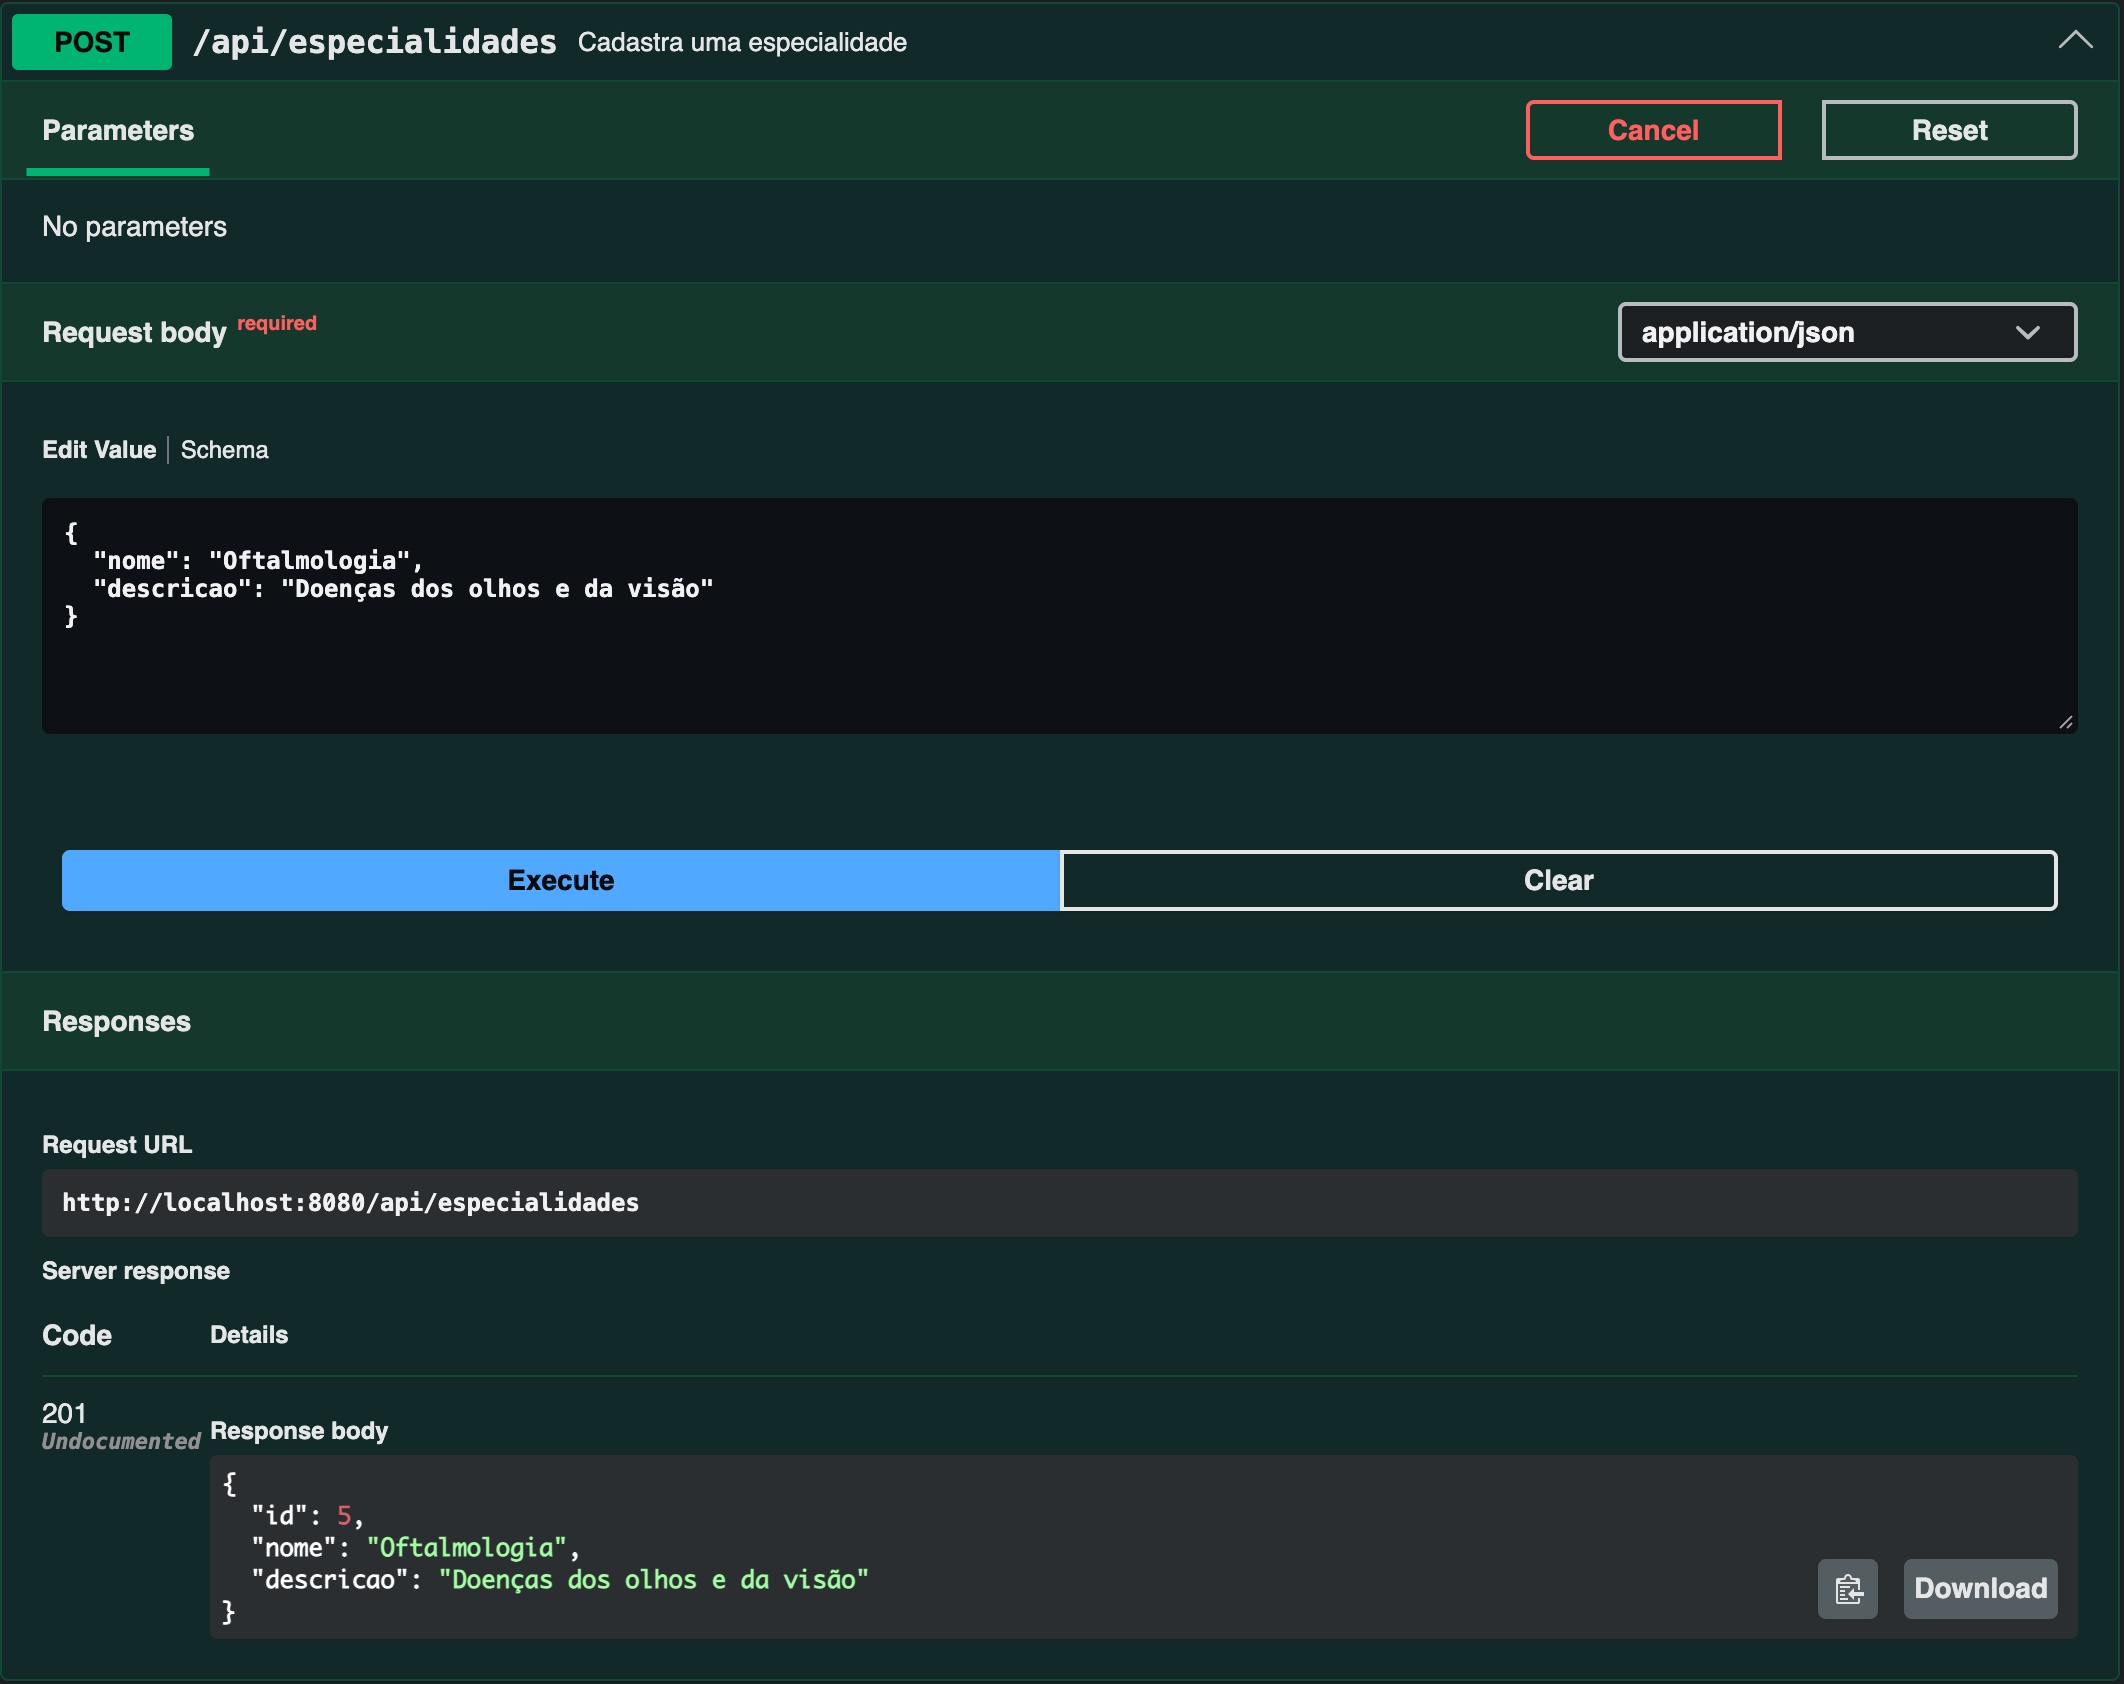 POST /api/especialidades Cadastra uma especialidade
Parameters Cancel Reset
No parameters
Request body required application/json
Edit Value Schema
{
  "nome": "Oftalmologia",
  "descricao": "Doenças dos olhos e da visão"
}
Execute Clear
Responses
Request URL
http://localhost:8080/api/especialidades
Server response
Code Details
201
Undocumented
Response body
{
  "id": 5,
  "nome": "Oftalmologia",
  "descricao": "Doenças dos olhos e da visão"
}
Download